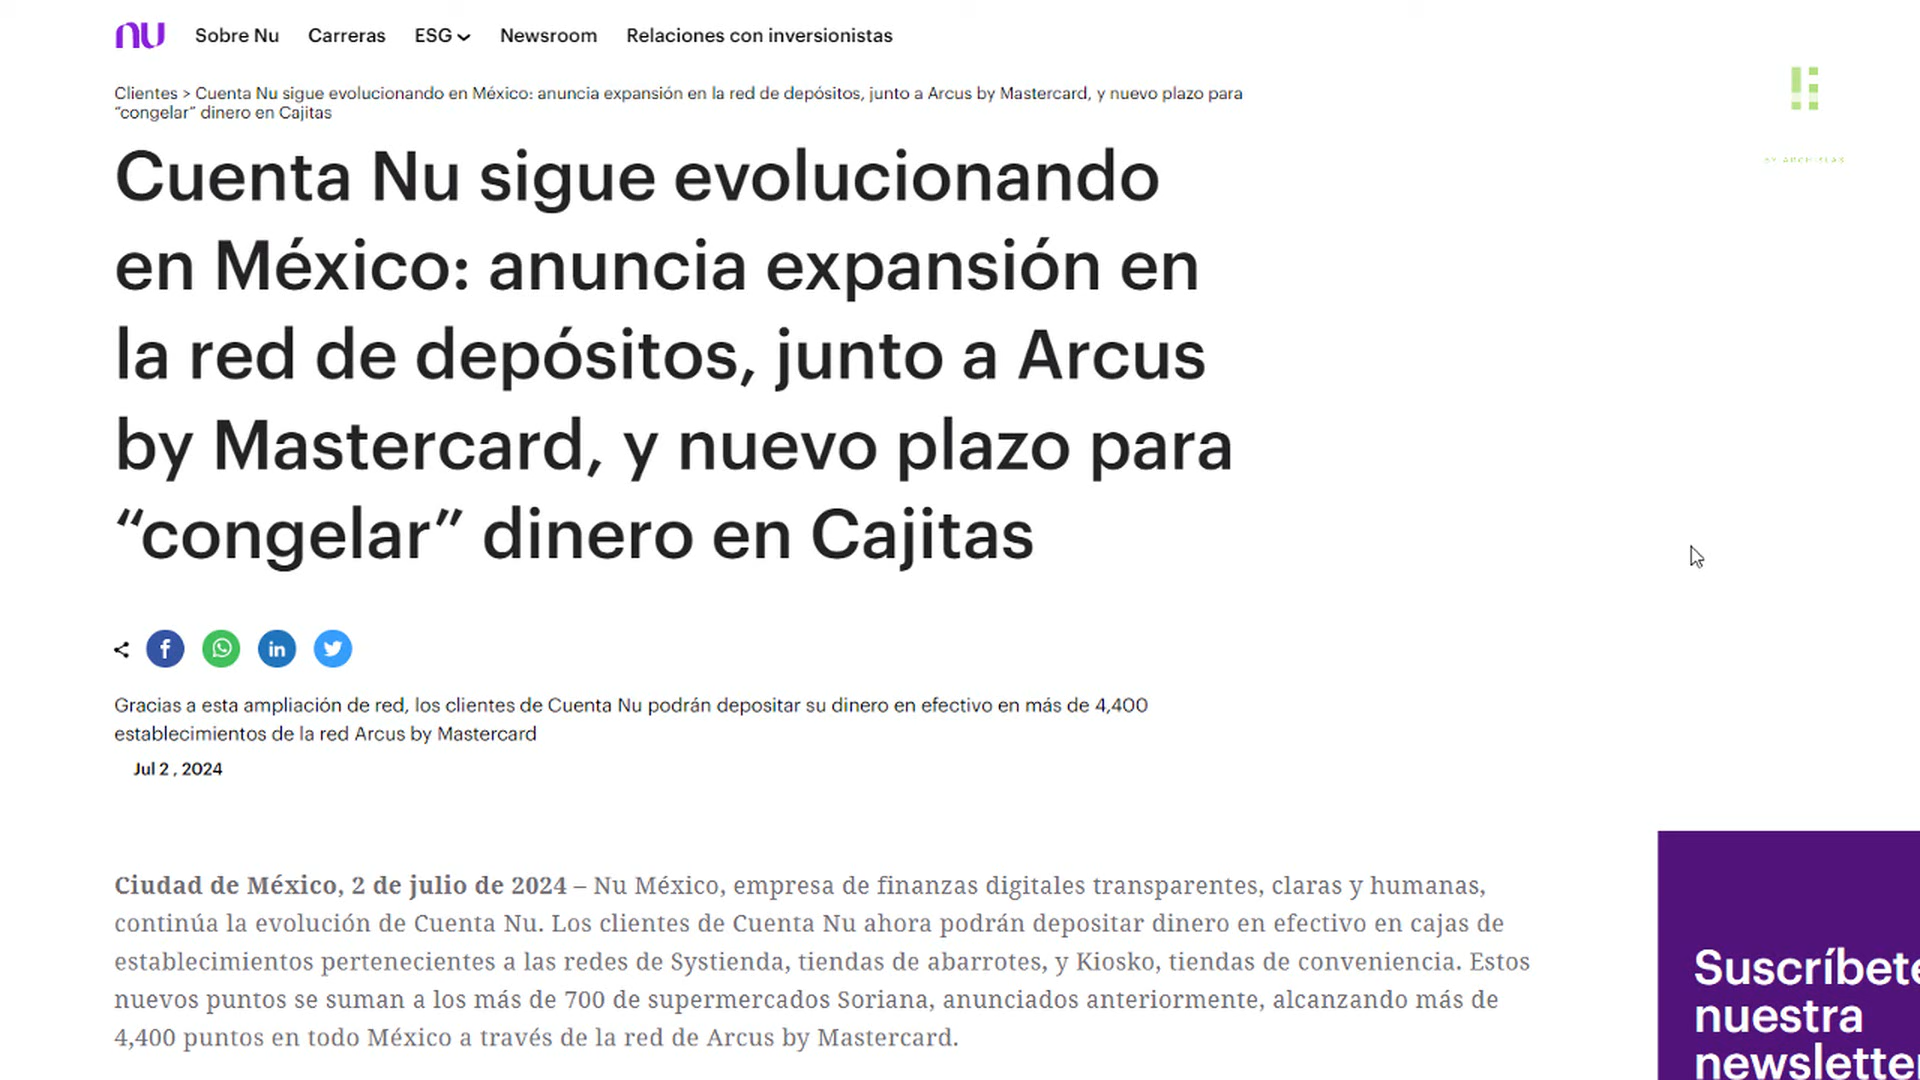 nu Sobre Nu Carreras ESG Newsroom Relaciones con inversionistas
Clientes > Cuenta Nu sigue evolucionando en México: anuncia expansión en la red de depósitos, junto a Arcus by Mastercard, y nuevo plazo para
“congelar” dinero en Cajitas
Cuenta Nu sigue evolucionando
en México: anuncia expansión en
la red de depósitos, junto a Arcus
by Mastercard, y nuevo plazo para
“congelar” dinero en Cajitas
Gracias a esta ampliación de red, los clientes de Cuenta Nu podrán depositar su dinero en efectivo en más de 4,400
establecimientos de la red Arcus by Mastercard
Jul 2 , 2024
Ciudad de México, 2 de julio de 2024 – Nu México, empresa de finanzas digitales transparentes, claras y humanas,
continúa la evolución de Cuenta Nu. Los clientes de Cuenta Nu ahora podrán depositar dinero en efectivo en cajas de
establecimientos pertenecientes a las redes de Systienda, tiendas de abarrotes, y Kiosko, tiendas de conveniencia. Estos
nuevos puntos se suman a los más de 700 de supermercados Soriana, anunciados anteriormente, alcanzando más de
4,400 puntos en todo México a través de la red de Arcus by Mastercard.
Suscríbete
nuestra
newsletter